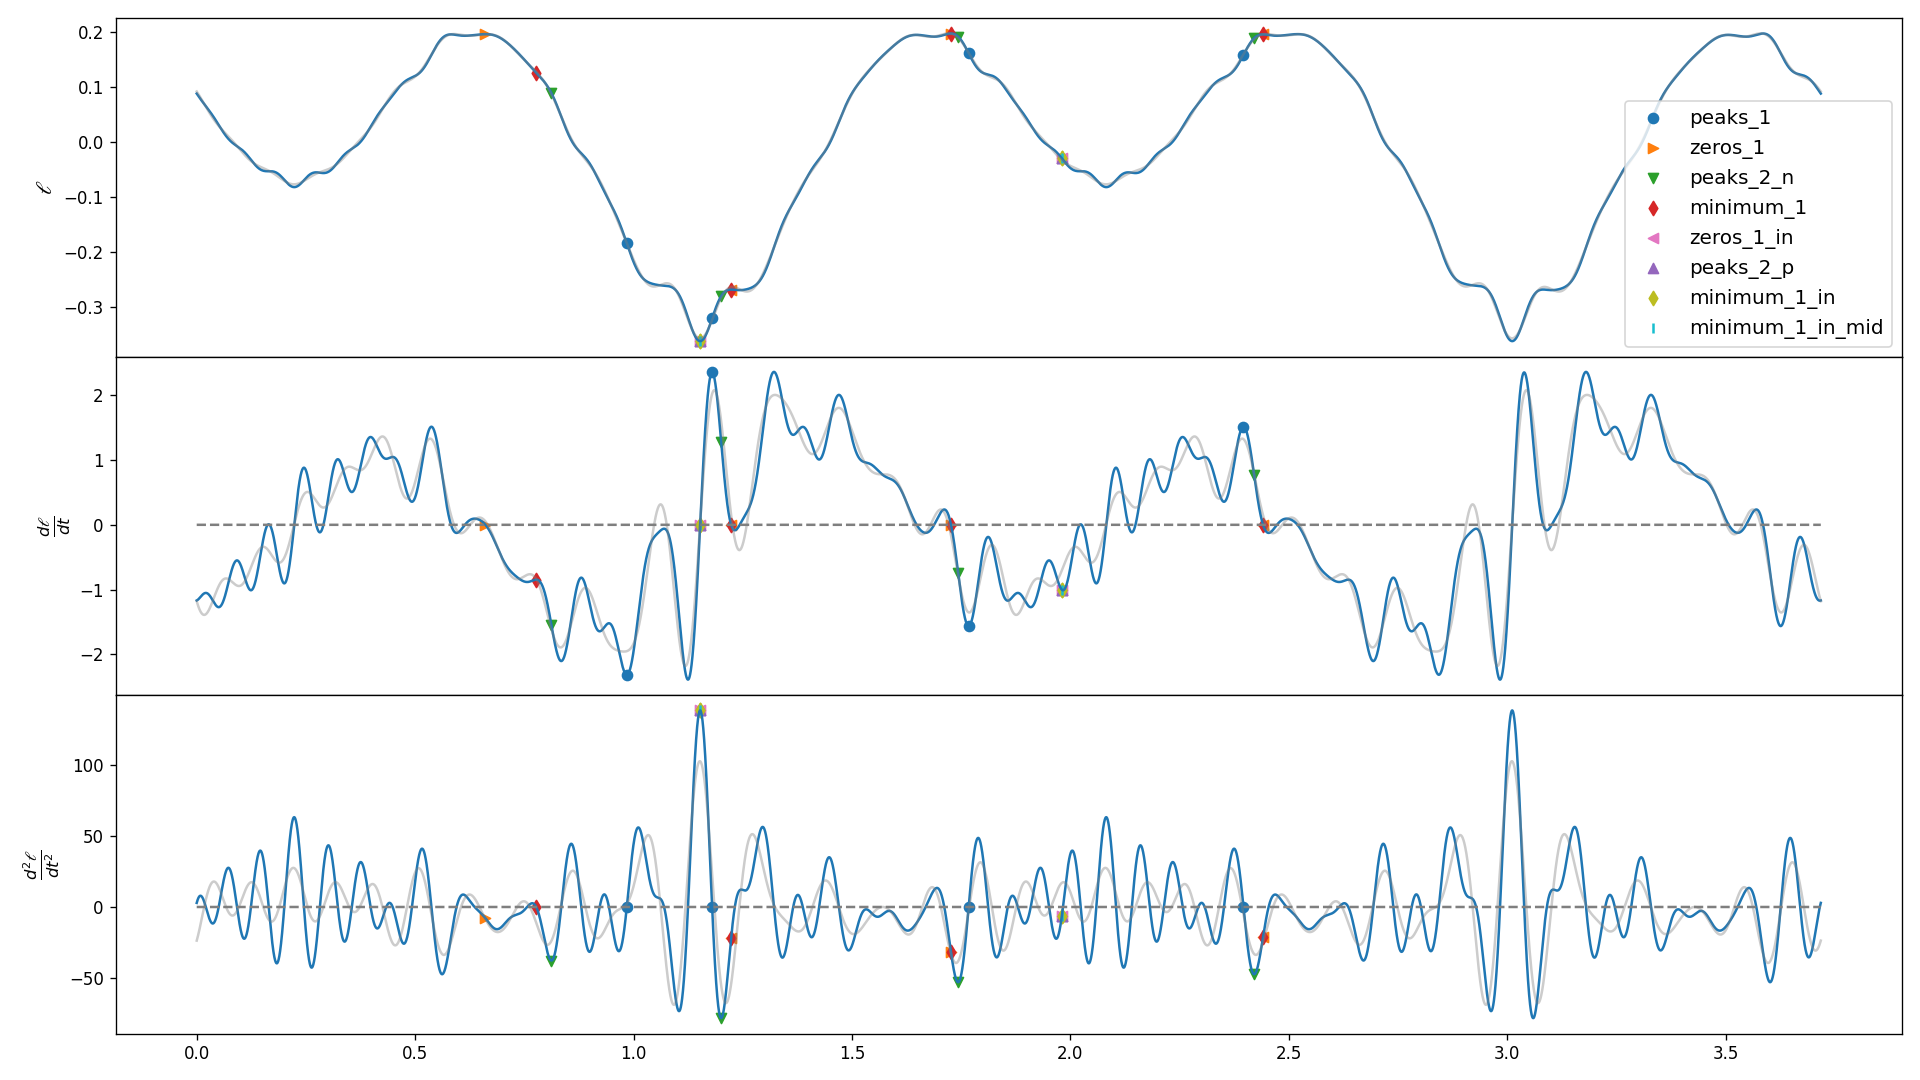 0.2
0.1
0.0
−0.1
−0.2
−0.3
ℓ
peaks_1
zeros_1
peaks_2_n
minimum_1
zeros_1_in
peaks_2_p
minimum_1_in
minimum_1_in_mid
2
1
0
−1
−2
dℓ
dt
100
50
0
−50
d²ℓ
dt²
0.0 0.5 1.0 1.5 2.0 2.5 3.0 3.5